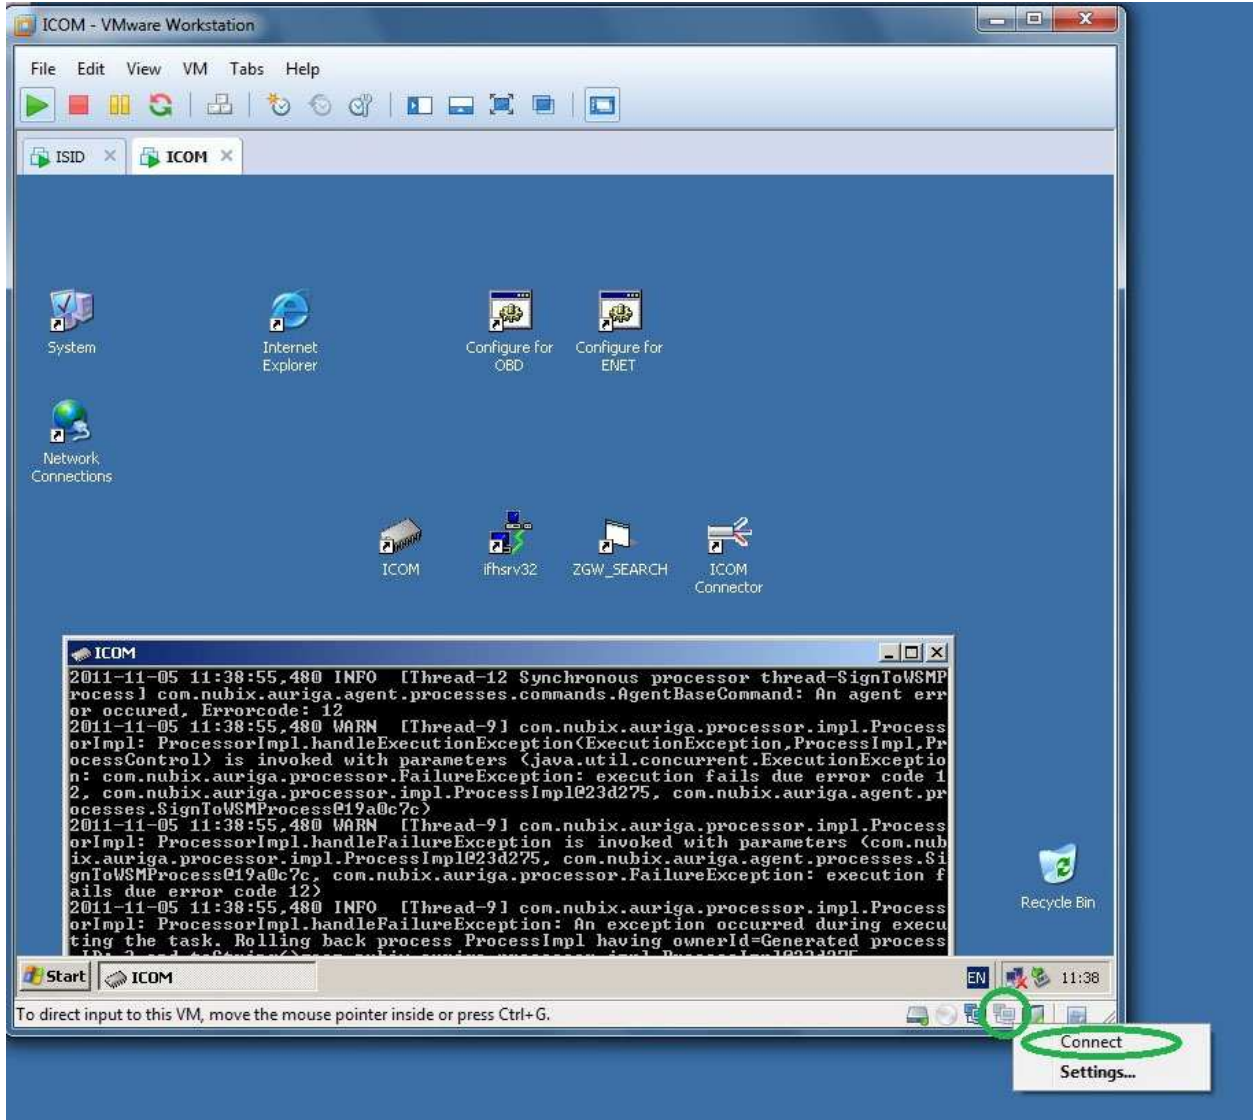 ICOM - VMware Workstation
File Edit View VM Tabs Help
ISID ICOM
System
Internet
Explorer
Configure for
OBD
Configure for
ENET
Network
Connections
ICOM
ifhsrv32
ZGW_SEARCH
ICOM
Connector
ICOM
2011-11-05 11:38:55,480 INFO [Thread-12 Synchronous processor thread-SignToWSMP
rocess] com.nubix.auriga.agent.processes.commands.AgentBaseCommand: An agent err
or occured, Errorcode: 12
2011-11-05 11:38:55,480 WARN [Thread-9] com.nubix.auriga.processor.impl.Process
orImpl: ProcessorImpl.handleExecutionException(ExecutionException,ProcessImpl,Pr
ocessControl) is invoked with parameters (java.util.concurrent.ExecutionExceptio
n: com.nubix.auriga.processor.FailureException: execution fails due error code 1
2, com.nubix.auriga.processor.impl.ProcessImpl@23d275, com.nubix.auriga.agent.pr
ocesses.SignToWSMProcess@19a0c7c)
2011-11-05 11:38:55,480 WARN [Thread-9] com.nubix.auriga.processor.impl.Process
orImpl: ProcessorImpl.handleFailureException is invoked with parameters (com.nub
ix.auriga.processor.impl.ProcessImpl@23d275, com.nubix.auriga.agent.processes.Si
gnToWSMProcess@19a0c7c, com.nubix.auriga.processor.FailureException: execution f
ails due error code 12)
2011-11-05 11:38:55,480 INFO [Thread-9] com.nubix.auriga.processor.impl.Process
orImpl: ProcessorImpl.handleFailureException: An exception occurred during execu
ting the task. Rolling back process ProcessImpl having ownerId=Generated process
Recycle Bin
Start ICOM EN 11:38
To direct input to this VM, move the mouse pointer inside or press Ctrl+G.
Connect
Settings...